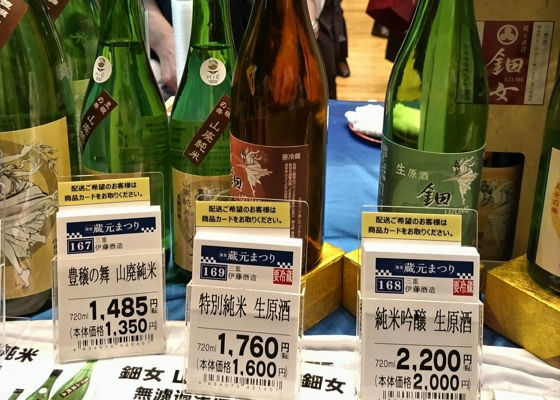 配送ご希望のお客様は
商品カードをお取りください。
167
蔵元まつり
三重
伊藤酒造
豊穣の舞 山廃純米
720ml
1,485円
(本体価格 1,350円)
配送ご希望のお客様は
商品カードをお取りください。
169
蔵元まつり
三重
伊藤酒造
要冷蔵
特別純米 生原酒
720ml
1,760円
(本体価格 1,600円)
配送ご希望のお客様は
商品カードをお取りください。
168
蔵元まつり
三重
伊藤酒造
要冷蔵
純米吟醸 生原酒
720ml
2,200円
(本体価格 2,000円)
山廃純米
要冷蔵
鈿
生原酒
鈿
鈿女
UZUME
純米
鈿女 山
無濾過生
鈿女